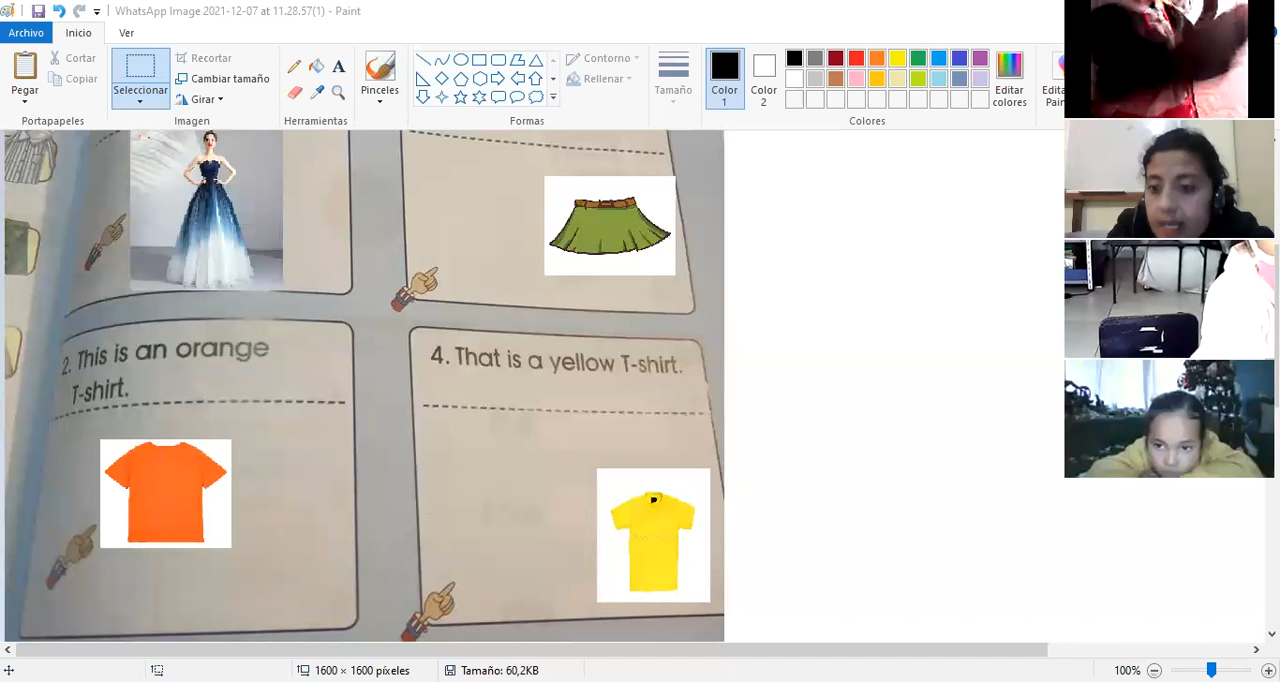 WhatsApp Image 2021-12-07 at 11.28.57(1) - Paint
Archivo Inicio Ver
Pegar
Cortar
Copiar
Portapapeles
Seleccionar
Recortar
Cambiar tamaño
Girar
Imagen
A
Herramientas
Pinceles
Contorno
Rellenar
Formas
Tamaño
Color 1
Color 2
Editar colores
Colores
2. This is an orange
T-shirt.
4. That is a yellow T-shirt.
1600 × 1600 píxeles
Tamaño: 60,2KB
100%